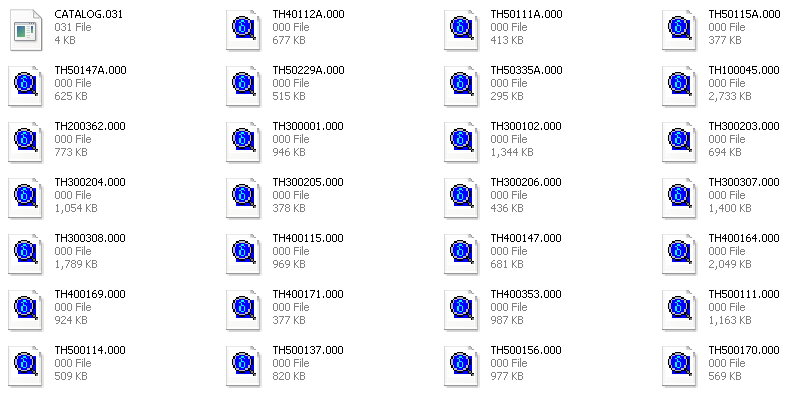 CATALOG.031
031 File
4 KB
TH40112A.000
000 File
677 KB
TH50111A.000
000 File
413 KB
TH50115A.000
000 File
377 KB
TH50147A.000
000 File
625 KB
TH50229A.000
000 File
515 KB
TH50335A.000
000 File
295 KB
TH100045.000
000 File
2,733 KB
TH200362.000
000 File
773 KB
TH300001.000
000 File
946 KB
TH300102.000
000 File
1,344 KB
TH300203.000
000 File
694 KB
TH300204.000
000 File
1,054 KB
TH300205.000
000 File
378 KB
TH300206.000
000 File
436 KB
TH300307.000
000 File
1,400 KB
TH300308.000
000 File
1,789 KB
TH400115.000
000 File
969 KB
TH400147.000
000 File
681 KB
TH400164.000
000 File
2,049 KB
TH400169.000
000 File
924 KB
TH400171.000
000 File
377 KB
TH400353.000
000 File
987 KB
TH500111.000
000 File
1,163 KB
TH500114.000
000 File
509 KB
TH500137.000
000 File
820 KB
TH500156.000
000 File
977 KB
TH500170.000
000 File
569 KB